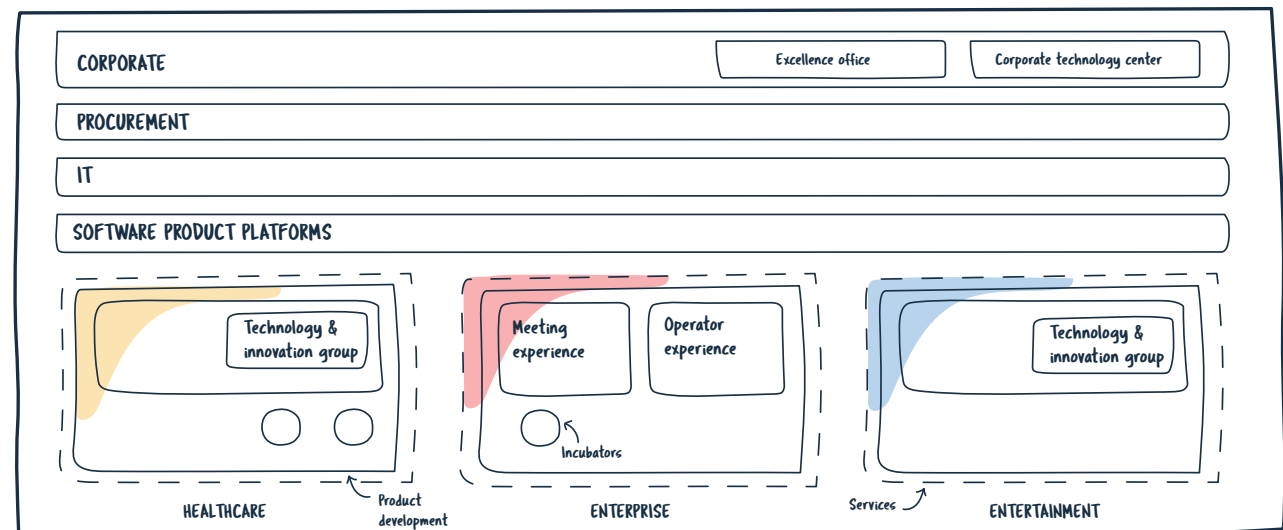 CORPORATE
Excellence office
Corporate technology center
PROCUREMENT
IT
SOFTWARE PRODUCT PLATFORMS
Technology &
innovation group
Meeting
experience
Operator
experience
Technology &
innovation group
Incubators
HEALTHCARE
Product
development
ENTERPRISE
Services
ENTERTAINMENT